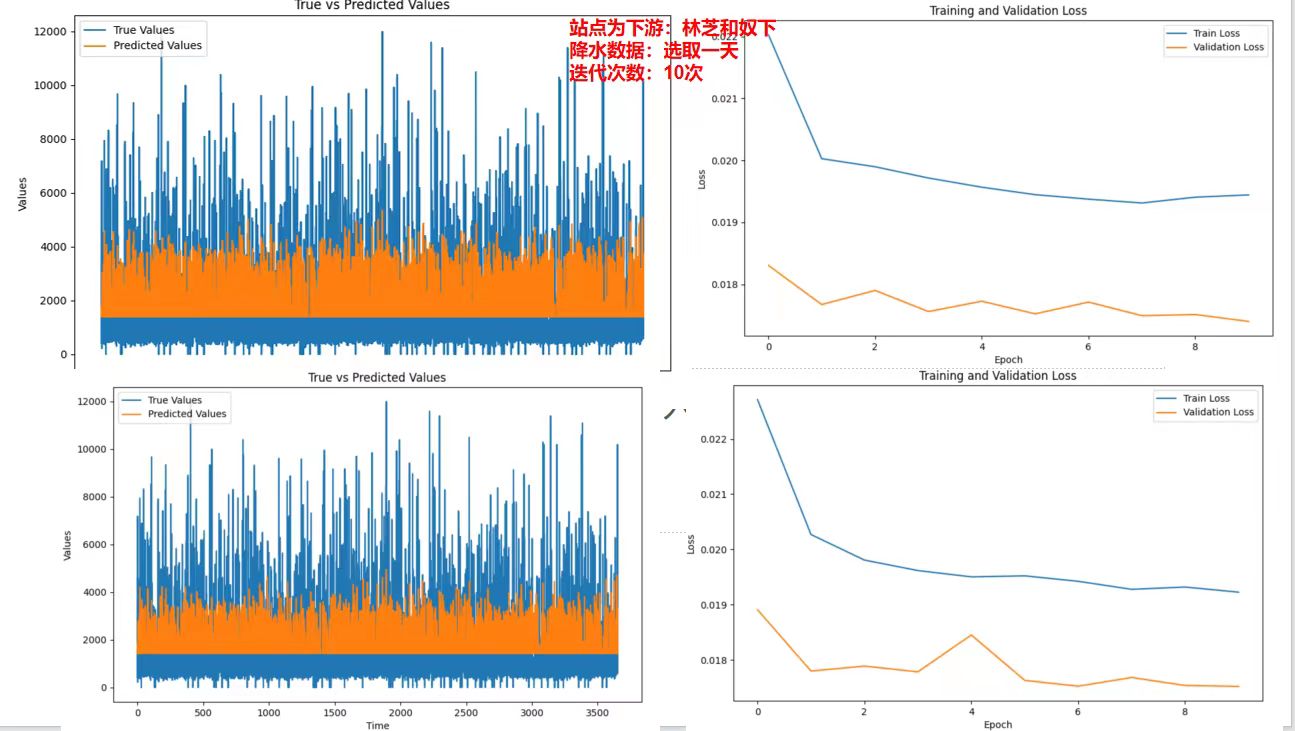 True vs Predicted Values
True Values
Predicted Values
12000
10000
8000
6000
4000
2000
0
Values
站点为下游：林芝和奴下
降水数据：选取一天
迭代次数：10次
Training and Validation Loss
Train Loss
Validation Loss
0.022
0.021
0.020
0.019
0.018
Loss
0
2
4
6
8
Epoch
True vs Predicted Values
True Values
Predicted Values
12000
10000
8000
6000
4000
2000
0
Values
0
500
1000
1500
2000
2500
3000
3500
Time
Training and Validation Loss
Train Loss
Validation Loss
0.022
0.021
0.020
0.019
0.018
Loss
0
2
4
6
8
Epoch